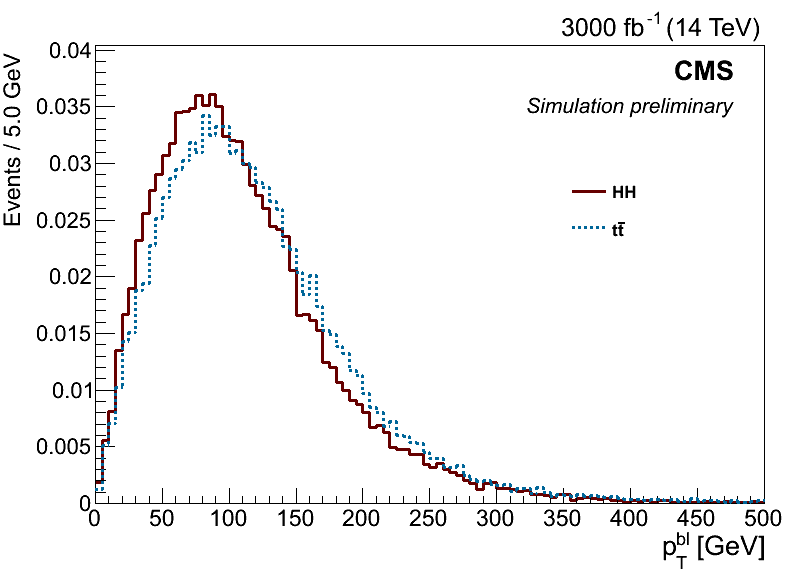 3000 fb⁻¹ (14 TeV)
CMS
Simulation preliminary
HH
tt̄
Events / 5.0 GeV
0.04
0.035
0.03
0.025
0.02
0.015
0.01
0.005
0
0 50 100 150 200 250 300 350 400 450 500
p_T^bl [GeV]